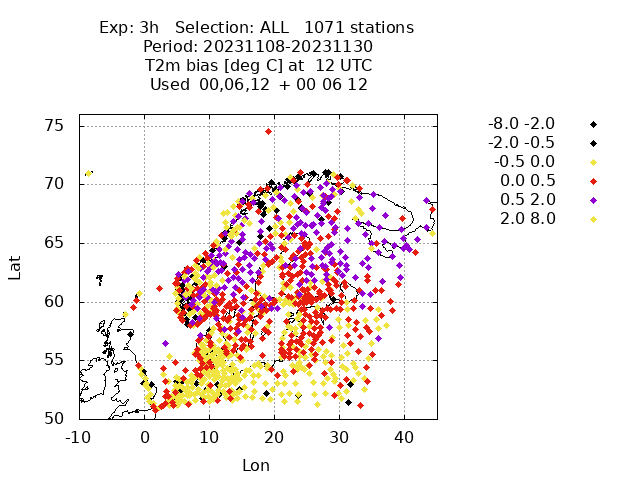 Exp: 3h   Selection: ALL   1071 stations
Period: 20231108-20231130
T2m bias [deg C] at  12 UTC
Used  00,06,12  + 00 06 12
-8.0 -2.0
-2.0 -0.5
-0.5 0.0
0.0 0.5
0.5 2.0
2.0 8.0
75
70
65
60
55
50
Lat
-10 0 10 20 30 40
Lon